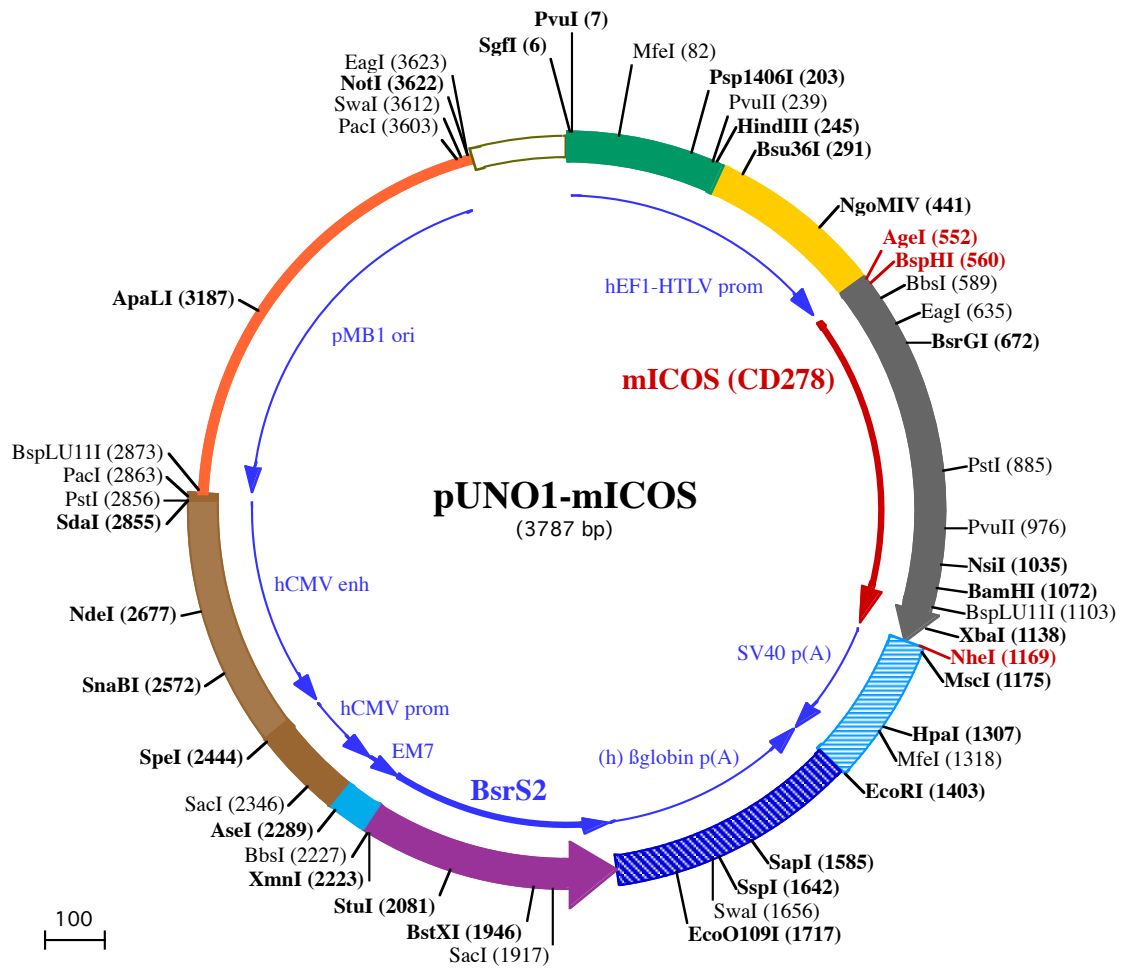 PvuI (7)
SgfI (6)
MfeI (82)
EagI (3623)
NotI (3622)
SwaI (3612)
PacI (3603)
Psp1406I (203)
PvuII (239)
HindIII (245)
Bsu36I (291)
NgoMIV (441)
AgeI (552)
BspHI (560)
BbsI (589)
EagI (635)
BsrGI (672)
hEF1-HTLV prom
ApaLI (3187)
pMB1 ori
mICOS (CD278)
BspLU11I (2873)
PacI (2863)
PstI (2856)
SdaI (2855)
PstI (885)
pUNO1-mICOS
(3787 bp)
PvuII (976)
NsiI (1035)
BamHI (1072)
BspLU11I (1103)
XbaI (1138)
NheI (1169)
MscI (1175)
hCMV enh
NdeI (2677)
SV40 p(A)
SnaBI (2572)
hCMV prom
HpaI (1307)
MfeI (1318)
EcoRI (1403)
SpeI (2444)
EM7
(h) ßglobin p(A)
BsrS2
SacI (2346)
AseI (2289)
BbsI (2227)
XmnI (2223)
SapI (1585)
SspI (1642)
SwaI (1656)
EcoO109I (1717)
StuI (2081)
BstXI (1946)
SacI (1917)
100